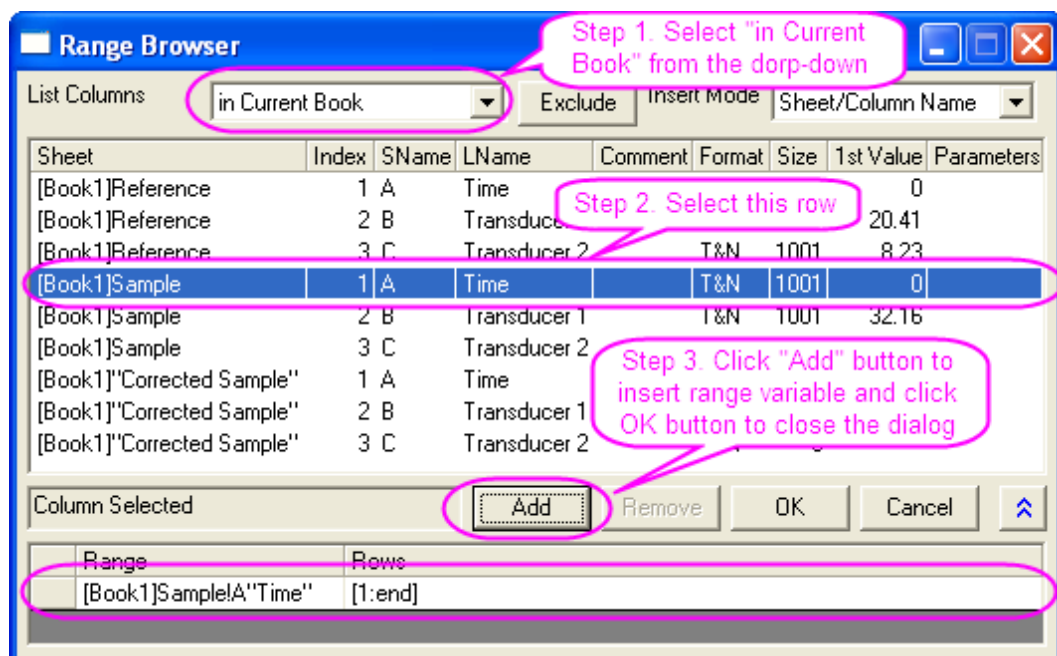 Range Browser
Step 1. Select "in Current
Book" from the dorp-down
List Columns
in Current Book
Exclude
Insert Mode
Sheet/Column Name
Sheet Index SName LName Comment Format Size 1st Value Parameters
[Book1]Reference 1 A Time 0
[Book1]Reference 2 B Transducer 20.41
Step 2. Select this row
[Book1]Reference 3 C Transducer 2 T&N 1001 8.23
[Book1]Sample 1 A Time T&N 1001 0
[Book1]Sample 2 B Transducer 1 T&N 1001 32.16
[Book1]Sample 3 C Transducer 2
[Book1]"Corrected Sample" 1 A Time
[Book1]"Corrected Sample" 2 B Transducer 1
[Book1]"Corrected Sample" 3 C Transducer 2
Step 3. Click "Add" button to
insert range variable and click
OK button to close the dialog
Column Selected
Add
Remove
OK
Cancel
Range Rows
[Book1]Sample!A"Time" [1:end]